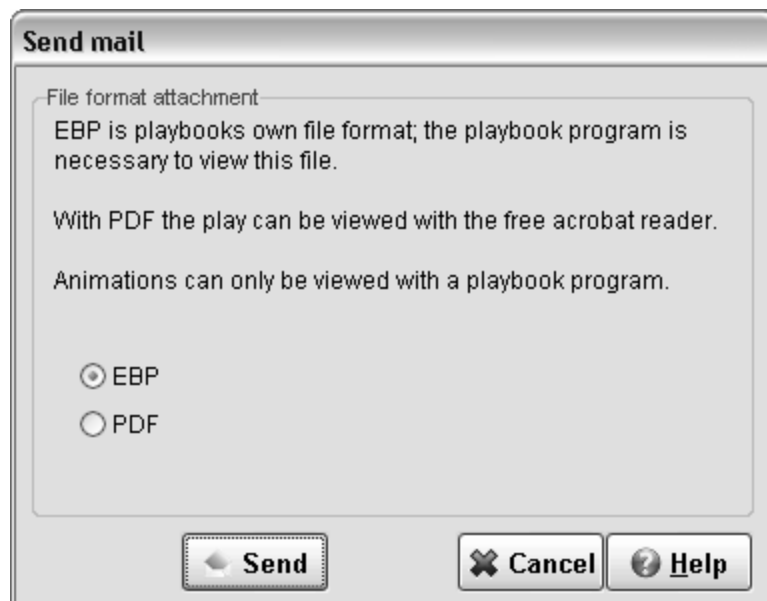 Send mail
File format attachment
EBP is playbooks own file format; the playbook program is
necessary to view this file.
With PDF the play can be viewed with the free acrobat reader.
Animations can only be viewed with a playbook program.
EBP
PDF
Send Cancel Help